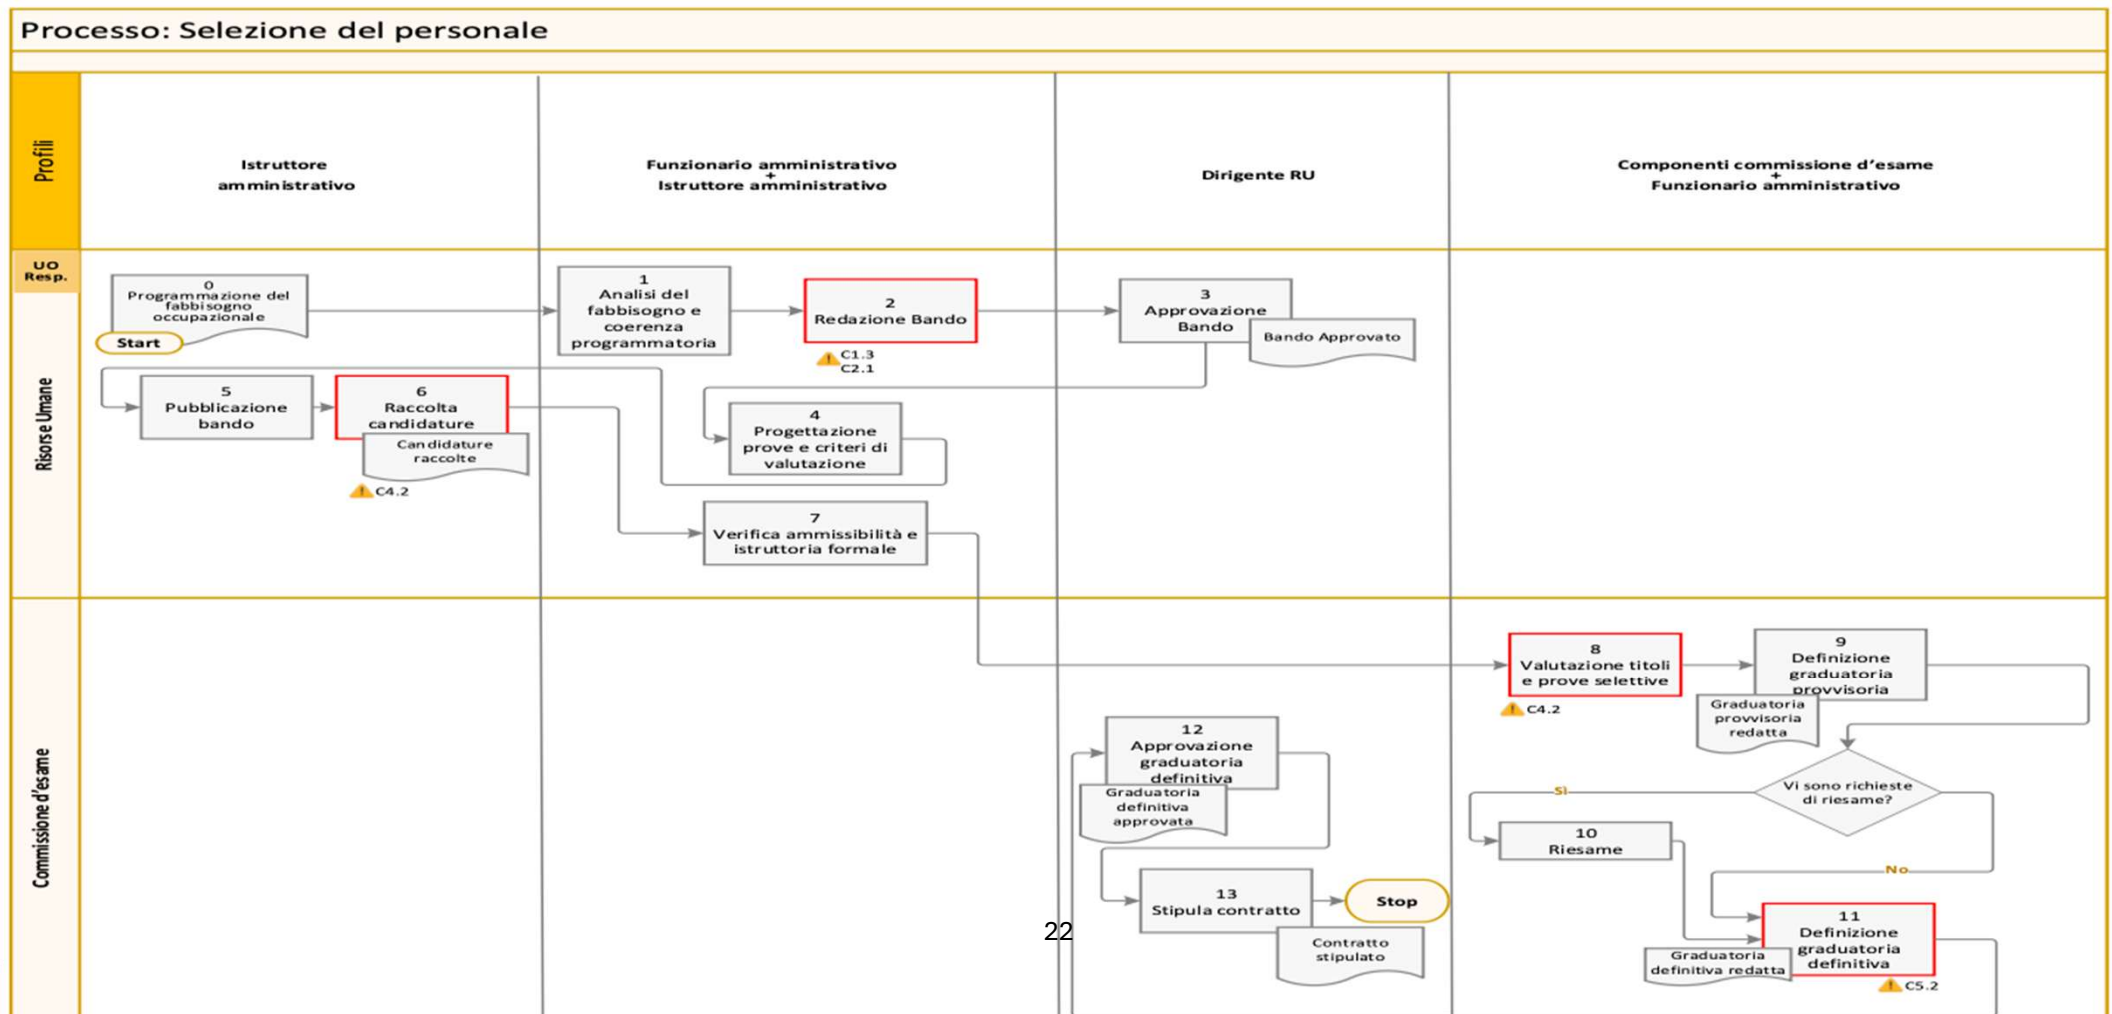 Processo: Selezione del personale
Profili
Istruttore
amministrativo
Funzionario amministrativo
+
Istruttore amministrativo
Dirigente RU
Componenti commissione d’esame
+
Funzionario amministrativo
UO
Resp.
Risorse Umane
0
Programmazione del
fabbisogno
occupazionale
Start
1
Analisi del
fabbisogno e
coerenza
programmatoria
2
Redazione Bando
C1.3
C2.1
3
Approvazione
Bando
Bando Approvato
5
Pubblicazione
bando
6
Raccolta
candidature
Candidature
raccolte
C4.2
4
Progettazione
prove e criteri di
valutazione
7
Verifica ammissibilità e
istruttoria formale
Commissione d’esame
8
Valutazione titoli
e prove selettive
C4.2
9
Definizione
graduatoria
provvisoria
Graduatoria
provvisoria
redatta
Vi sono richieste
di riesame?
Sì
No
10
Riesame
11
Definizione
graduatoria
definitiva
Graduatoria
definitiva redatta
C5.2
12
Approvazione
graduatoria
definitiva
Graduatoria
definitiva
approvata
13
Stipula contratto
Stop
Contratto
stipulato
22